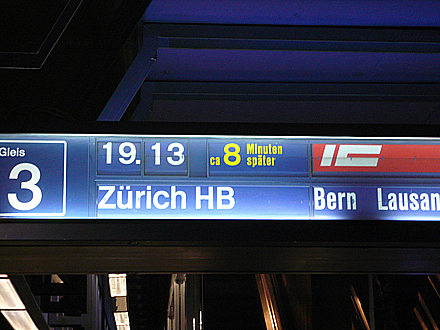 Gleis
3
19.13
ca 8 Minuten später
IC
Zürich HB
Bern Lausan